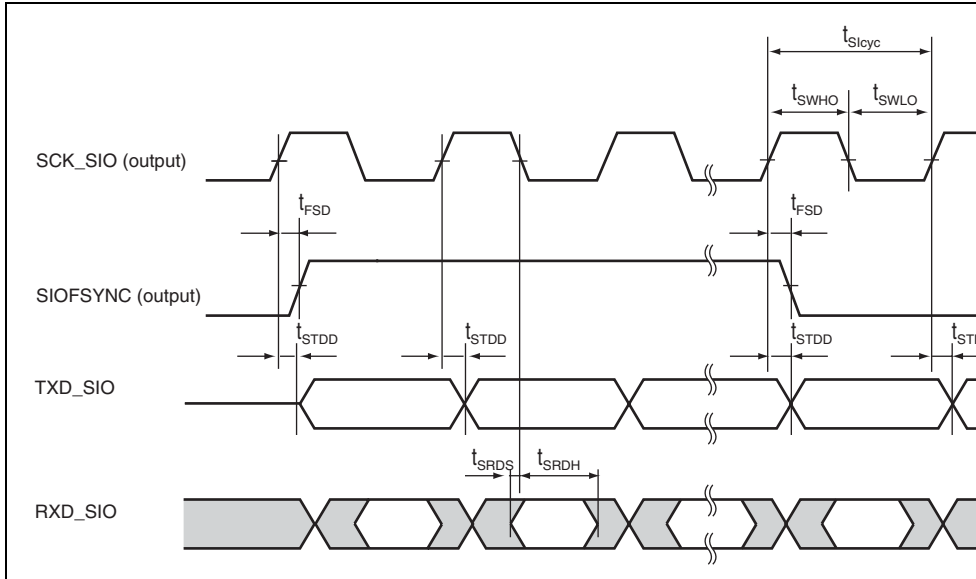 tSIcyc
tSWHO tSWLO
SCK_SIO (output)
tFSD tFSD
SIOFSYNC (output)
tSTDD tSTDD tSTDD
TXD_SIO
tSRDS tSRDH
RXD_SIO